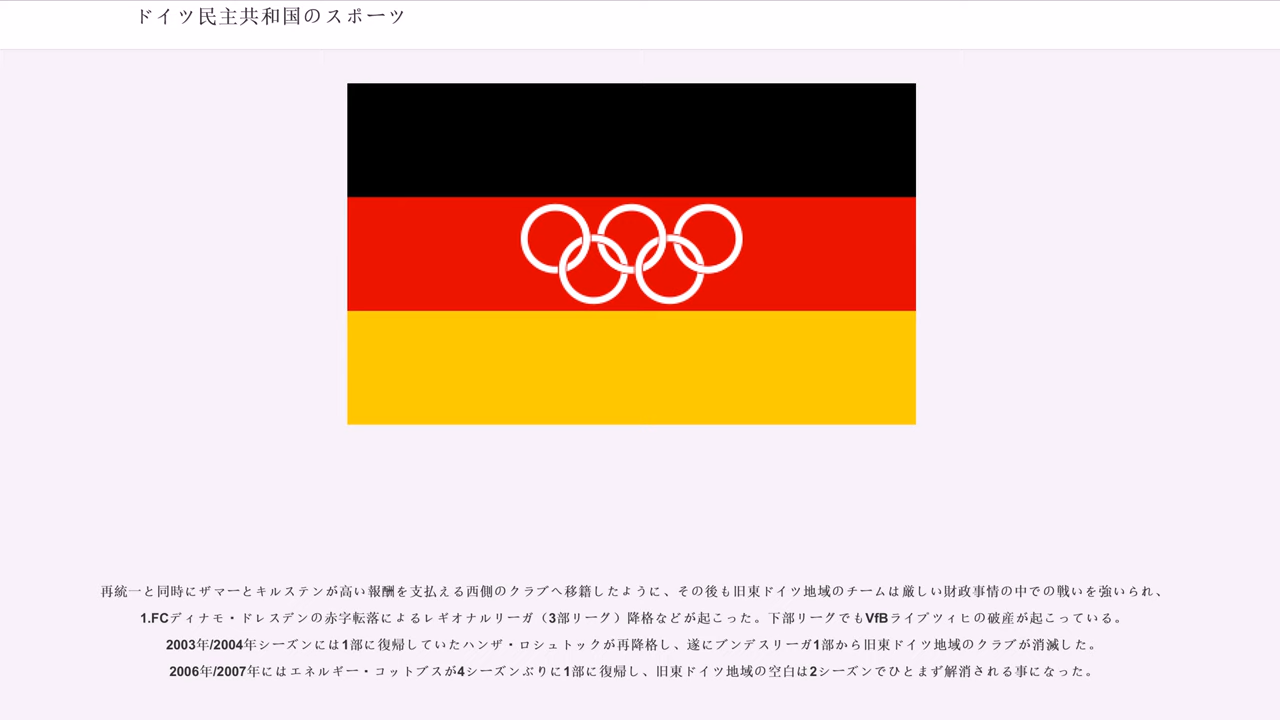 ドイツ民主共和国のスポーツ
再統一と同時にザマーとキルステンが高い報酬を支払える西側のクラブへ移籍したように、その後も旧東ドイツ地域のチームは厳しい財政事情の中での戦いを強いられ、
1.FCディナモ・ドレスデンの赤字転落によるレギオナルリーガ（3部リーグ）降格などが起こった。下部リーグでもVfBライプツィヒの破産が起こっている。
2003年/2004年シーズンには1部に復帰していたハンザ・ロシュトックが再降格し、遂にブンデスリーガ1部から旧東ドイツ地域のクラブが消滅した。
2006年/2007年にはエネルギー・コットブスが4シーズンぶりに1部に復帰し、旧東ドイツ地域の空白は2シーズンでひとまず解消される事になった。